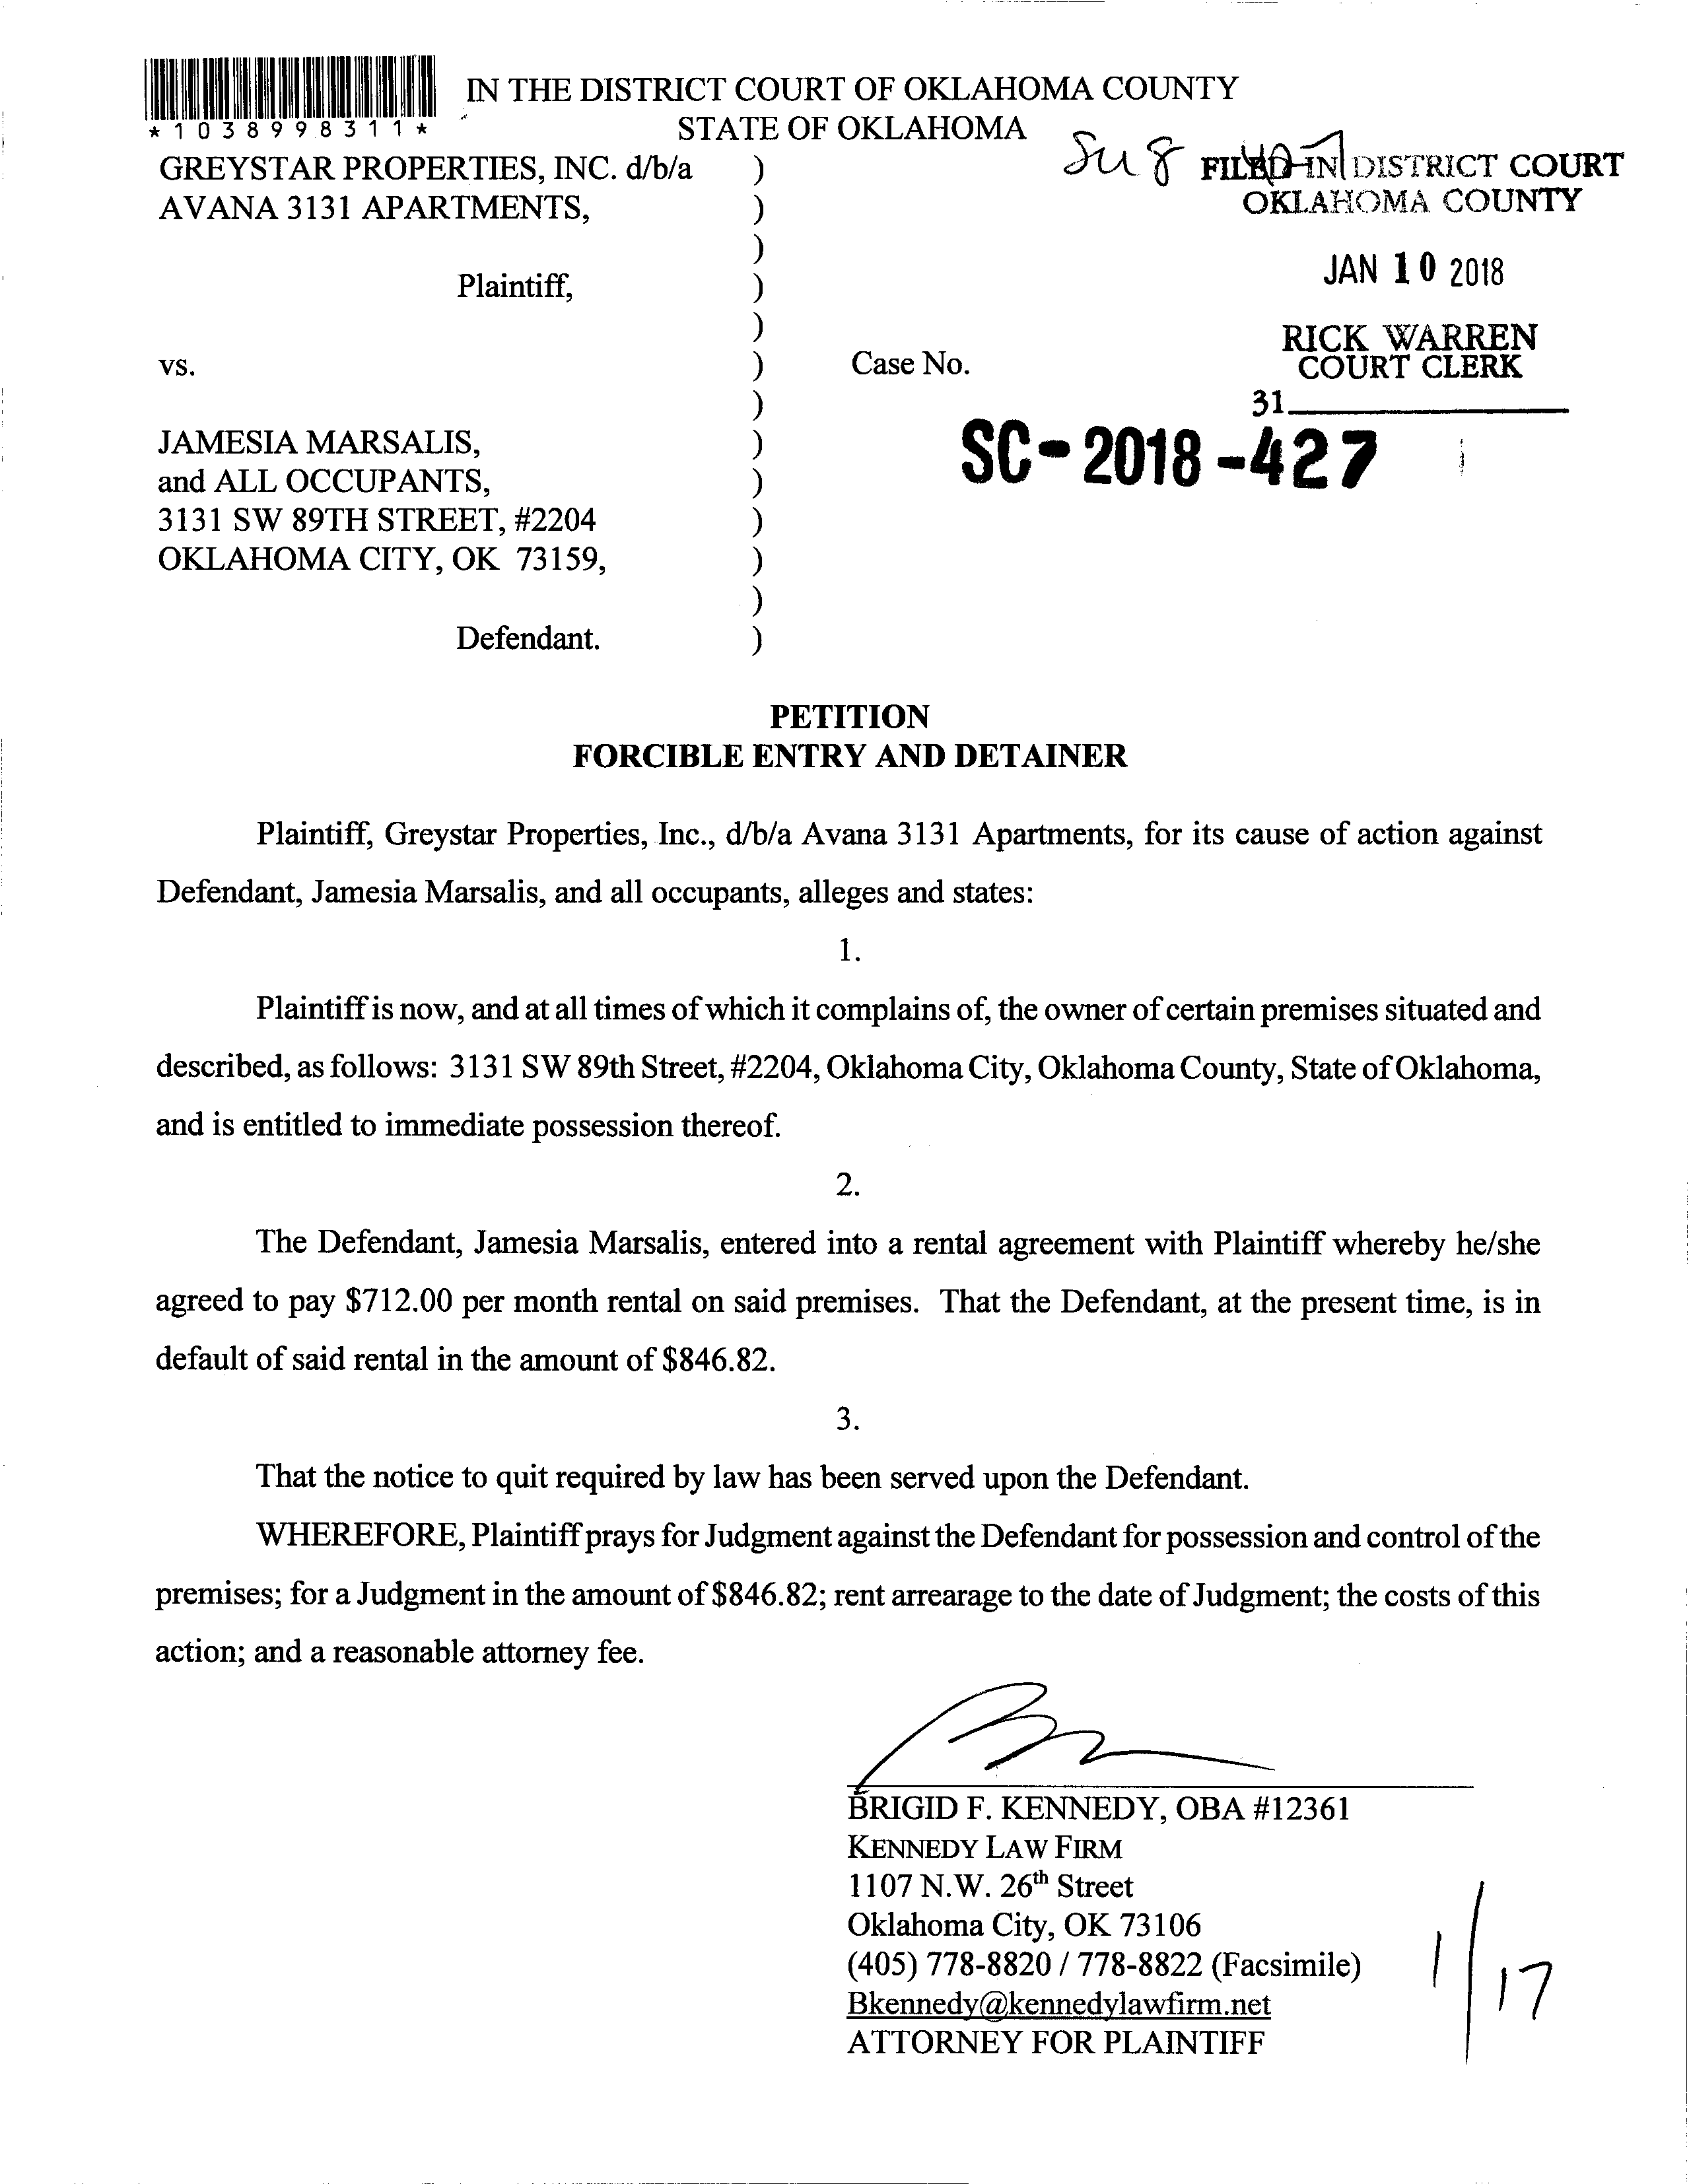 IN THE DISTRICT COURT OF OKLAHOMA COUNTY
STATE OF OKLAHOMA
*1038998311*
GREYSTAR PROPERTIES, INC. d/b/a )
AVANA 3131 APARTMENTS, )
)
Plaintiff, )
)
vs. ) Case No.
)
JAMESIA MARSALIS, )
and ALL OCCUPANTS, )
3131 SW 89TH STREET, #2204 )
OKLAHOMA CITY, OK 73159, )
)
Defendant. )
FILED IN DISTRICT COURT
OKLAHOMA COUNTY
JAN 10 2018
RICK WARREN
COURT CLERK
31
SC-2018-427
PETITION
FORCIBLE ENTRY AND DETAINER
Plaintiff, Greystar Properties, Inc., d/b/a Avana 3131 Apartments, for its cause of action against
Defendant, Jamesia Marsalis, and all occupants, alleges and states:
1.
Plaintiff is now, and at all times of which it complains of, the owner of certain premises situated and
described, as follows: 3131 SW 89th Street, #2204, Oklahoma City, Oklahoma County, State of Oklahoma,
and is entitled to immediate possession thereof.
2.
The Defendant, Jamesia Marsalis, entered into a rental agreement with Plaintiff whereby he/she
agreed to pay $712.00 per month rental on said premises. That the Defendant, at the present time, is in
default of said rental in the amount of $846.82.
3.
That the notice to quit required by law has been served upon the Defendant.
WHEREFORE, Plaintiff prays for Judgment against the Defendant for possession and control of the
premises; for a Judgment in the amount of $846.82; rent arrearage to the date of Judgment; the costs of this
action; and a reasonable attorney fee.
BRIGID F. KENNEDY, OBA #12361
KENNEDY LAW FIRM
1107 N.W. 26th Street
Oklahoma City, OK 73106
(405) 778-8820 / 778-8822 (Facsimile)
Bkennedy@kennedylawfirm.net
ATTORNEY FOR PLAINTIFF
1/17